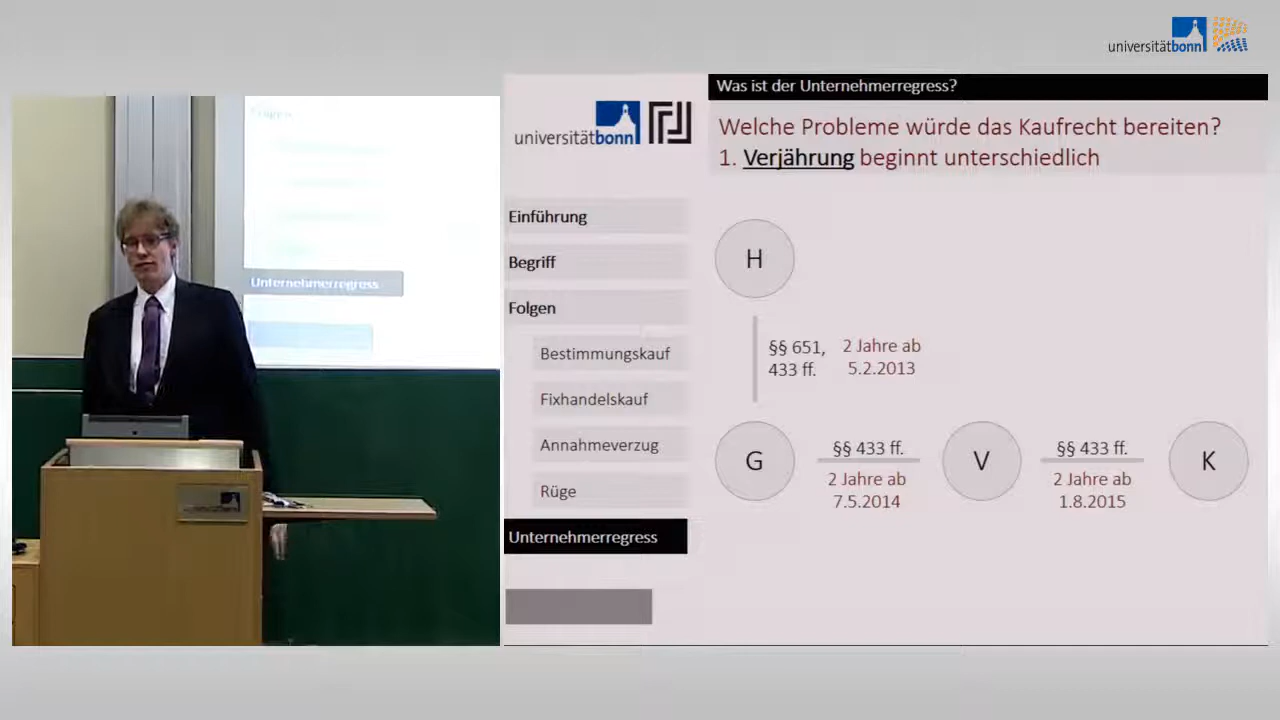 universitätbonn
Was ist der Unternehmerregress?
Welche Probleme würde das Kaufrecht bereiten?
1. Verjährung beginnt unterschiedlich
universitätbonn
Einführung
Begriff
Folgen
Bestimmungskauf
Fixhandelskauf
Annahmeverzug
Rüge
Unternehmerregress
H
§§ 651, 433 ff.
2 Jahre ab 5.2.2013
G
§§ 433 ff.
2 Jahre ab 7.5.2014
V
§§ 433 ff.
2 Jahre ab 1.8.2015
K
Folgen
Unternehmerregress